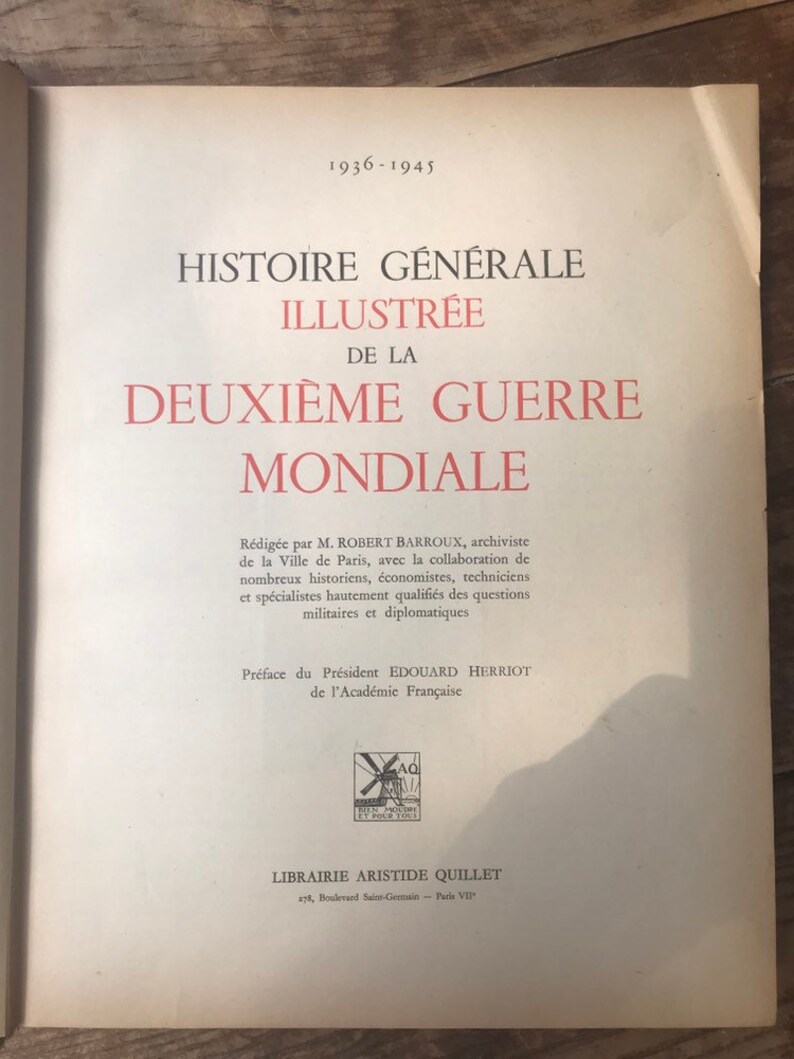 1936-1945
HISTOIRE GÉNÉRALE
ILLUSTRÉE
DE LA
DEUXIÈME GUERRE
MONDIALE
Rédigée par M. ROBERT BARROUX, archiviste
de la Ville de Paris, avec la collaboration de
nombreux historiens, économistes, techniciens
et spécialistes hautement qualifiés des questions
militaires et diplomatiques
Préface du Président EDOUARD HERRIOT
de l'Académie Française
AQ
BIEN MOUDRE
ET POUR TOUS
LIBRAIRIE ARISTIDE QUILLET
278, Boulevard Saint-Germain — Paris VIIe